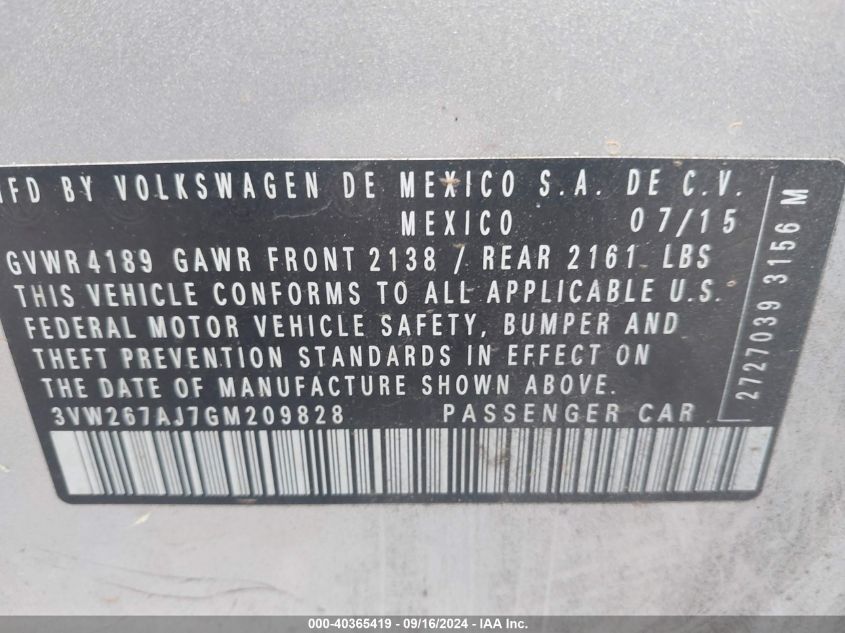 MFD BY VOLKSWAGEN DE MEXICO S.A. DE C.V.
MEXICO 07/15
GVWR 4189 GAWR FRONT 2138 / REAR 2161 LBS
THIS VEHICLE CONFORMS TO ALL APPLICABLE U.S.
FEDERAL MOTOR VEHICLE SAFETY, BUMPER AND
THEFT PREVENTION STANDARDS IN EFFECT ON
THE DATE OF MANUFACTURE SHOWN ABOVE.
3VW267AJ7GM209828 PASSENGER CAR
2727039 3156 M
000-40365419 - 09/16/2024 - IAA Inc.